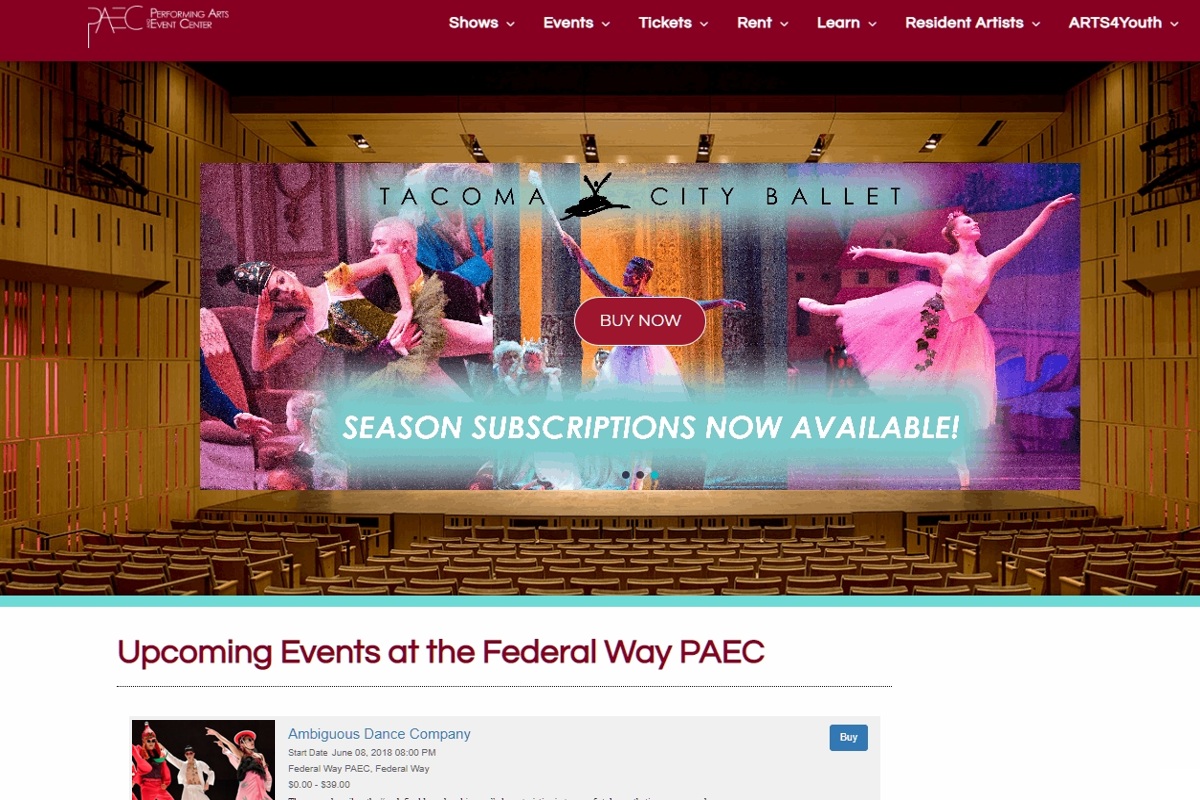 PAEC PERFORMING ARTS
EVENT CENTER
Shows
Events
Tickets
Rent
Learn
Resident Artists
ARTS4Youth
TACOMA CITY BALLET
BUY NOW
SEASON SUBSCRIPTIONS NOW AVAILABLE!
Upcoming Events at the Federal Way PAEC
Ambiguous Dance Company
Buy
Start Date June 08, 2018 08:00 PM
Federal Way PAEC, Federal Way
$0.00 - $39.00